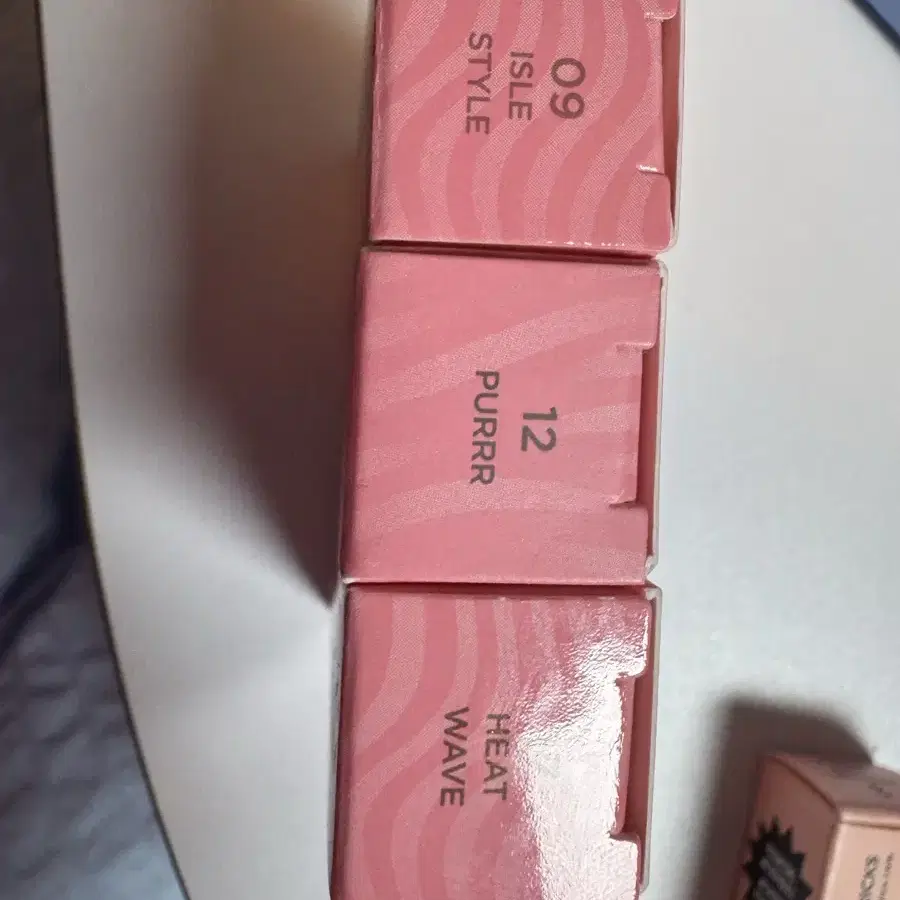 09
ISLE
STYLE
12
PURRR
HEAT
WAVE